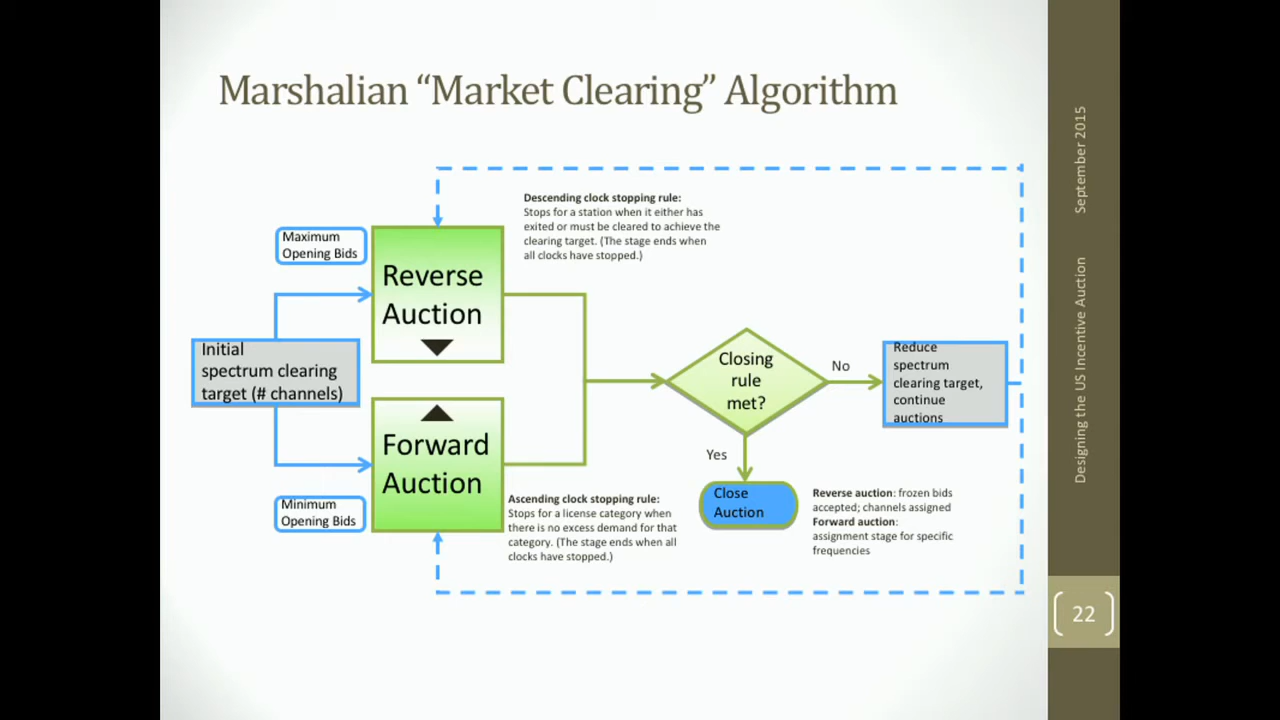 Marshalian “Market Clearing” Algorithm
Descending clock stopping rule:
Stops for a station when it either has
exited or must be cleared to achieve the
clearing target. (The stage ends when
all clocks have stopped.)
Maximum
Opening Bids
Reverse
Auction
Initial
spectrum clearing
target (# channels)
Closing
rule
met?
No
Reduce
spectrum
clearing target,
continue
auctions
Forward
Auction
Yes
Minimum
Opening Bids
Ascending clock stopping rule:
Stops for a license category when
there is no excess demand for that
category. (The stage ends when all
clocks have stopped.)
Close
Auction
Reverse auction: frozen bids
accepted; channels assigned
Forward auction:
assignment stage for specific
frequencies
September 2015
Designing the US Incentive Auction
22